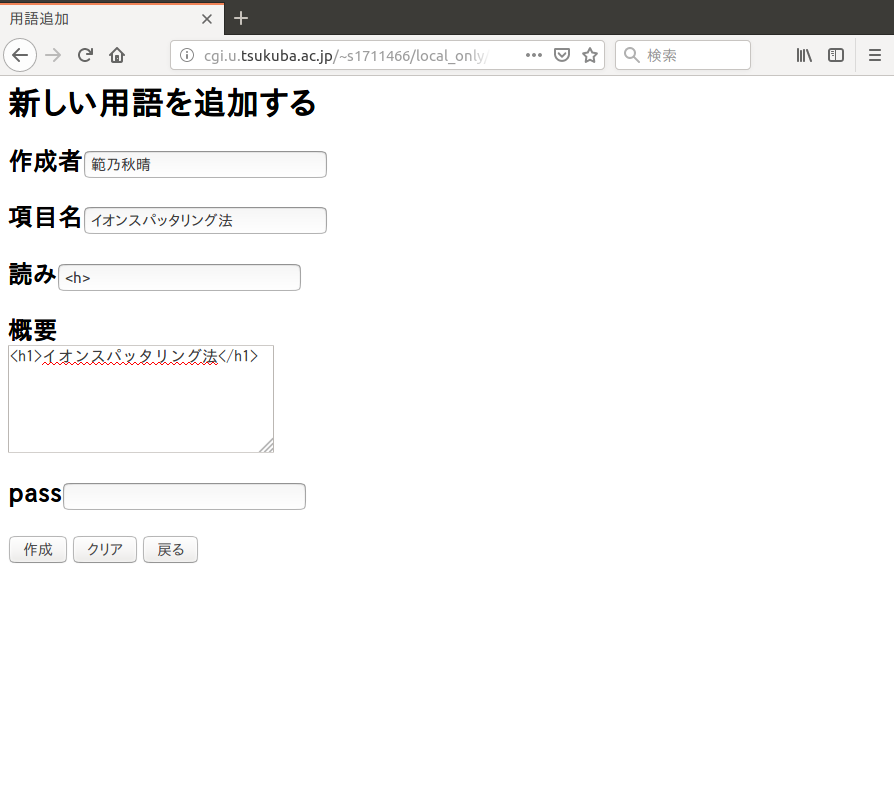 用語追加
cgi.u.tsukuba.ac.jp/~s1711466/local_only/
検索
新しい用語を追加する
作成者 範乃秋晴
項目名 イオンスパッタリング法
読み <h>
概要
<h1>イオンスパッタリング法</h1>
pass
作成 クリア 戻る